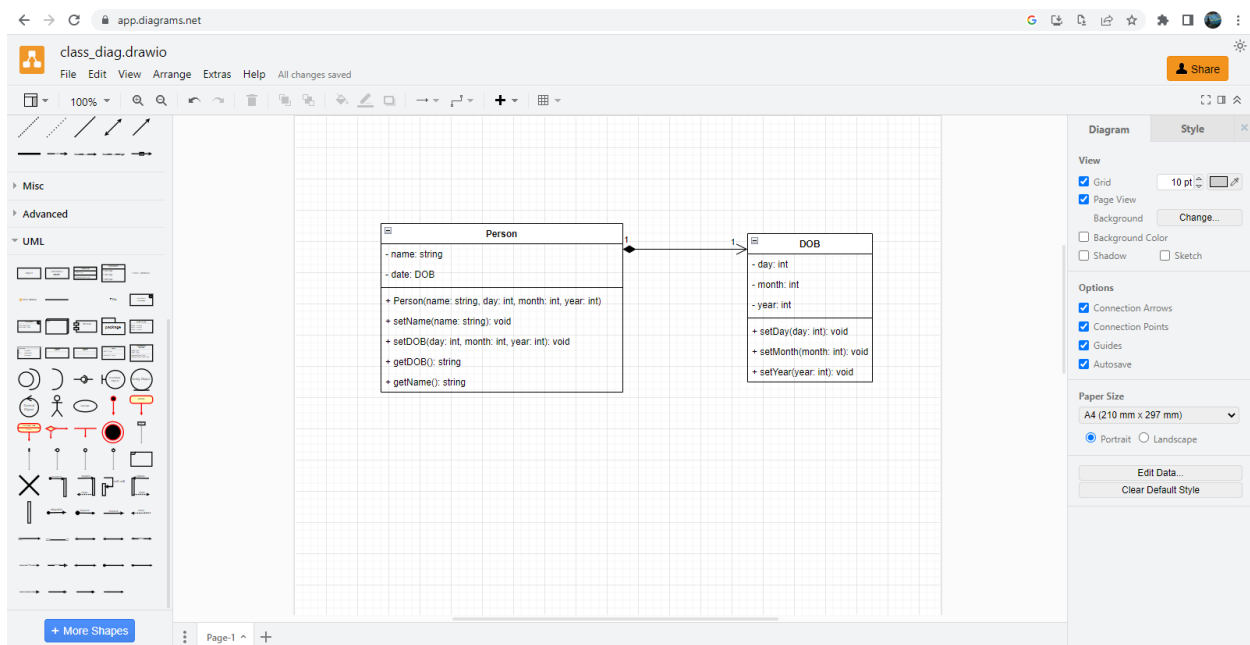 app.diagrams.net
class_diag.drawio
File Edit View Arrange Extras Help All changes saved
Share
100%
Misc
Advanced
UML
package
+ More Shapes
Person
- name: string
- date: DOB
+ Person(name: string, day: int, month: int, year: int)
+ setName(name: string): void
+ setDOB(day: int, month: int, year: int): void
+ getDOB(): string
+ getName(): string
1
1
DOB
- day: int
- month: int
- year: int
+ setDay(day: int): void
+ setMonth(month: int): void
+ setYear(year: int): void
Page-1
Diagram Style
View
Grid 10 pt
Page View
Background Change...
Background Color
Shadow Sketch
Options
Connection Arrows
Connection Points
Guides
Autosave
Paper Size
A4 (210 mm x 297 mm)
Portrait Landscape
Edit Data...
Clear Default Style